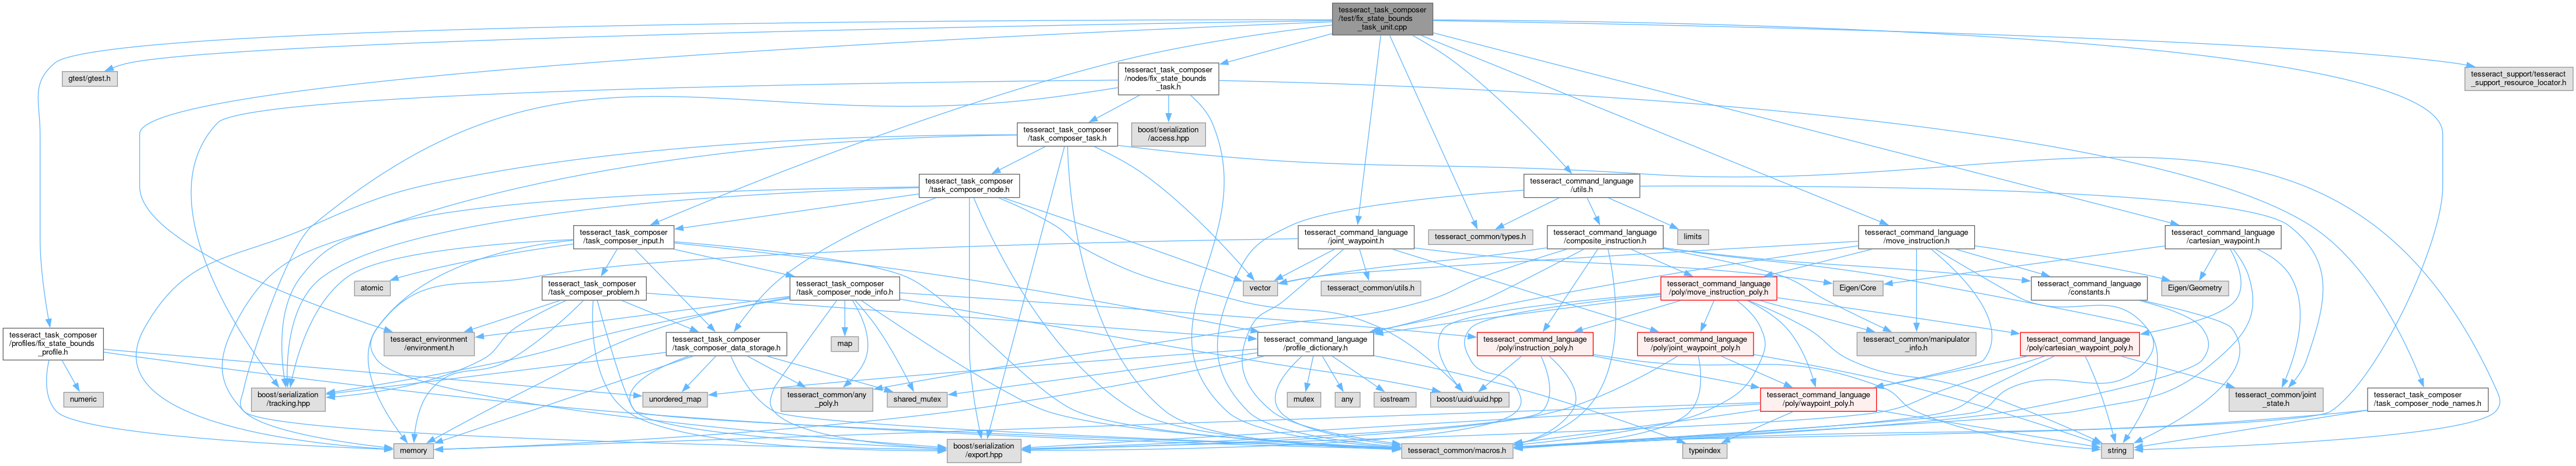 tesseract_task_composer
/test/fix_state_bounds
_task_unit.cpp
gtest/gtest.h
tesseract_task_composer
/nodes/fix_state_bounds
_task.h
tesseract_support/tesseract
_support_resource_locator.h
tesseract_task_composer
/task_composer_task.h
boost/serialization
/access.hpp
tesseract_task_composer
/task_composer_node.h
tesseract_command_language
/utils.h
tesseract_task_composer
/task_composer_input.h
tesseract_command_language
/joint_waypoint.h
tesseract_common/types.h
tesseract_command_language
/composite_instruction.h
limits
tesseract_command_language
/move_instruction.h
tesseract_command_language
/cartesian_waypoint.h
atomic
tesseract_task_composer
/task_composer_problem.h
tesseract_task_composer
/task_composer_node_info.h
vector
tesseract_common/utils.h
tesseract_command_language
/poly/move_instruction_poly.h
Eigen/Core
tesseract_command_language
/constants.h
Eigen/Geometry
tesseract_task_composer
/profiles/fix_state_bounds
_profile.h
tesseract_environment
/environment.h
tesseract_task_composer
/task_composer_data_storage.h
map
tesseract_command_language
/profile_dictionary.h
tesseract_command_language
/poly/instruction_poly.h
tesseract_command_language
/poly/joint_waypoint_poly.h
tesseract_common/manipulator
_info.h
tesseract_command_language
/poly/cartesian_waypoint_poly.h
numeric
boost/serialization
/tracking.hpp
unordered_map
tesseract_common/any
_poly.h
shared_mutex
mutex
any
iostream
boost/uuid/uuid.hpp
tesseract_command_language
/poly/waypoint_poly.h
tesseract_common/joint
_state.h
tesseract_task_composer
/task_composer_node_names.h
memory
boost/serialization
/export.hpp
tesseract_common/macros.h
typeindex
string